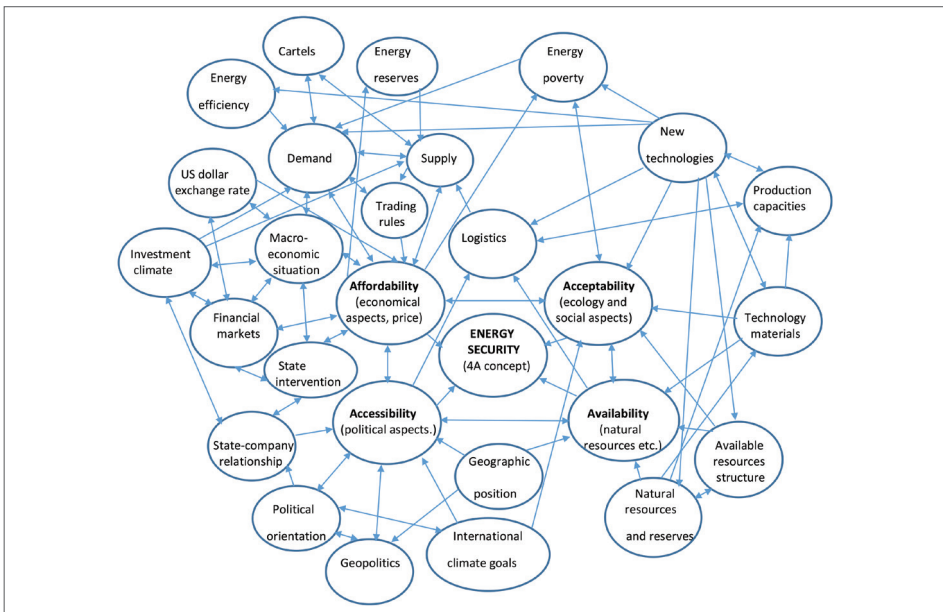 Cartels
Energy
reserves
Energy
poverty
Energy
efficiency
New
technologies
Demand
Supply
US dollar
exchange rate
Production
capacities
Trading
rules
Logistics
Macro-
economic
situation
Investment
climate
Affordability
(economical
aspects, price)
Acceptability
(ecology and
social aspects)
Financial
markets
Technology
materials
ENERGY
SECURITY
(4A concept)
State
intervention
Accessibility
(political aspects.)
Availability
(natural
resources etc.)
State-company
relationship
Available
resources
structure
Geographic
position
Natural
resources
and reserves
Political
orientation
International
climate goals
Geopolitics